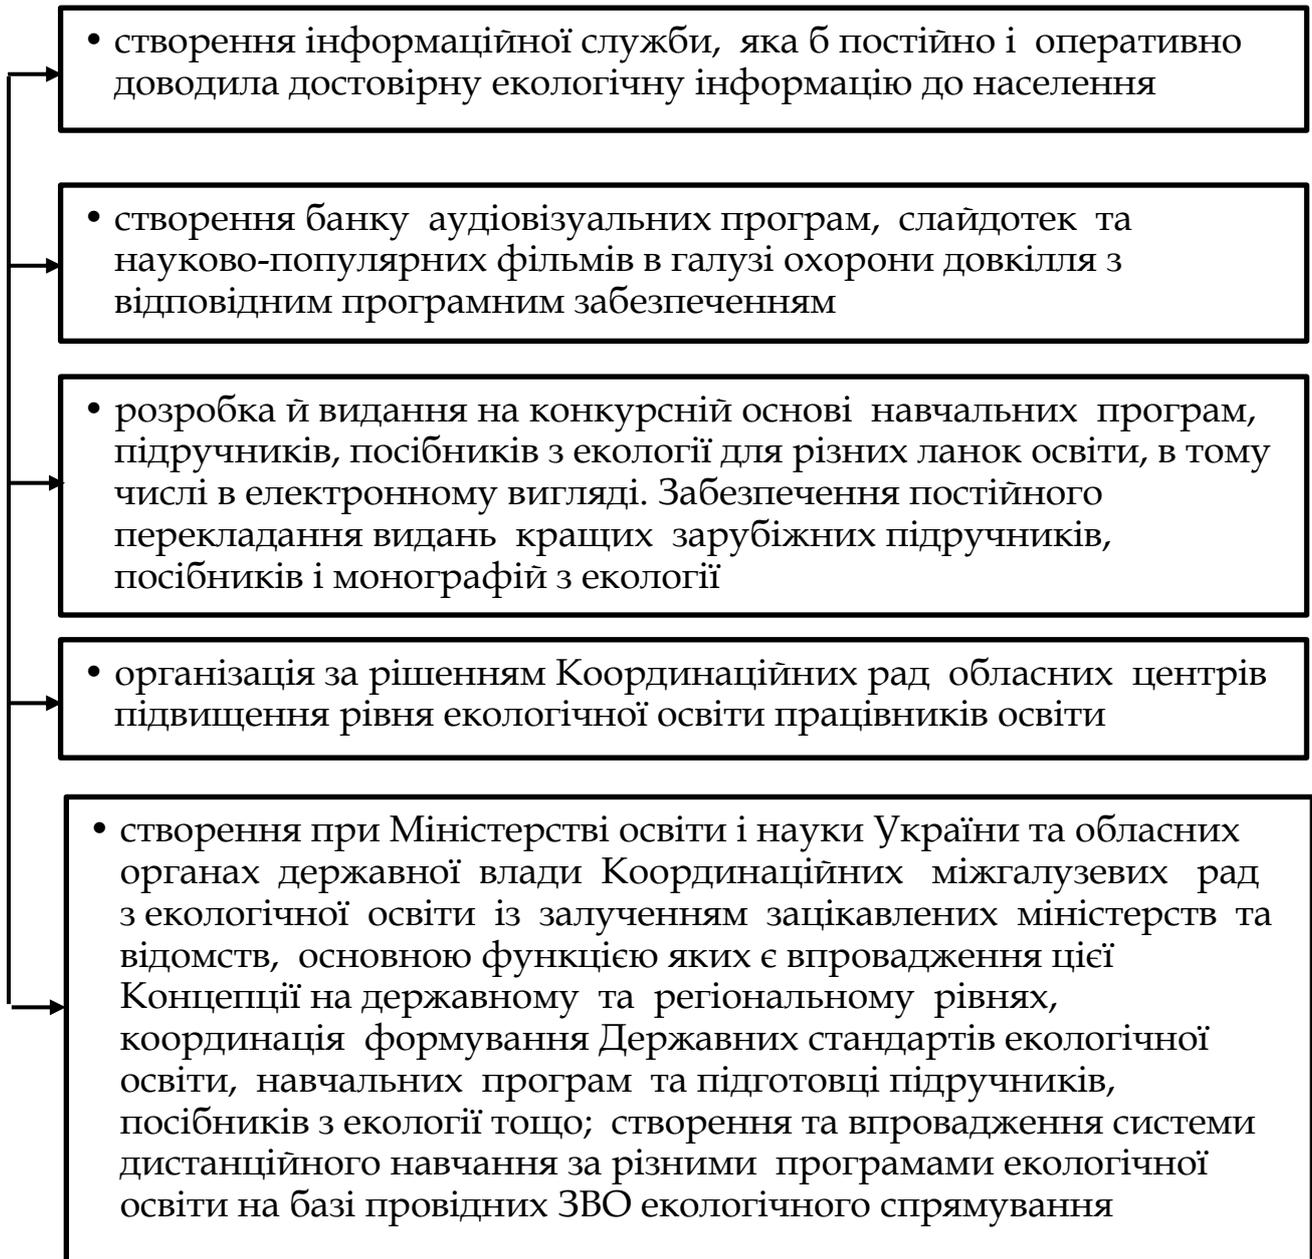 • створення інформаційної служби, яка б постійно і оперативно
доводила достовірну екологічну інформацію до населення
• створення банку аудіовізуальних програм, слайдотек та
науково-популярних фільмів в галузі охорони довкілля з
відповідним програмним забезпеченням
• розробка й видання на конкурсній основі навчальних програм,
підручників, посібників з екології для різних ланок освіти, в тому
числі в електронному вигляді. Забезпечення постійного
перекладання видань кращих зарубіжних підручників,
посібників і монографій з екології
• організація за рішенням Координаційних рад обласних центрів
підвищення рівня екологічної освіти працівників освіти
• створення при Міністерстві освіти і науки України та обласних
органах державної влади Координаційних міжгалузевих рад
з екологічної освіти із залученням зацікавлених міністерств та
відомств, основною функцією яких є впровадження цієї
Концепції на державному та регіональному рівнях,
координація формування Державних стандартів екологічної
освіти, навчальних програм та підготовці підручників,
посібників з екології тощо; створення та впровадження системи
дистанційного навчання за різними програмами екологічної
освіти на базі провідних ЗВО екологічного спрямування